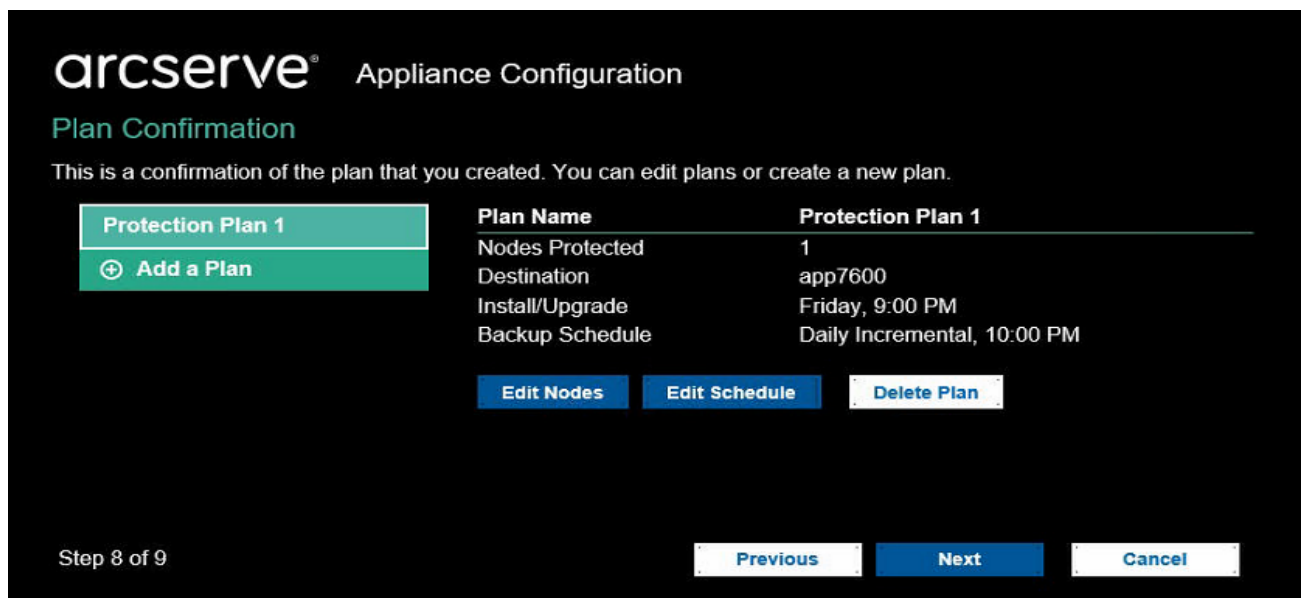 arcserve® Appliance Configuration
Plan Confirmation
This is a confirmation of the plan that you created. You can edit plans or create a new plan.
Protection Plan 1
Add a Plan
Plan Name Protection Plan 1
Nodes Protected 1
Destination app7600
Install/Upgrade Friday, 9:00 PM
Backup Schedule Daily Incremental, 10:00 PM
Edit Nodes Edit Schedule Delete Plan
Step 8 of 9 Previous Next Cancel